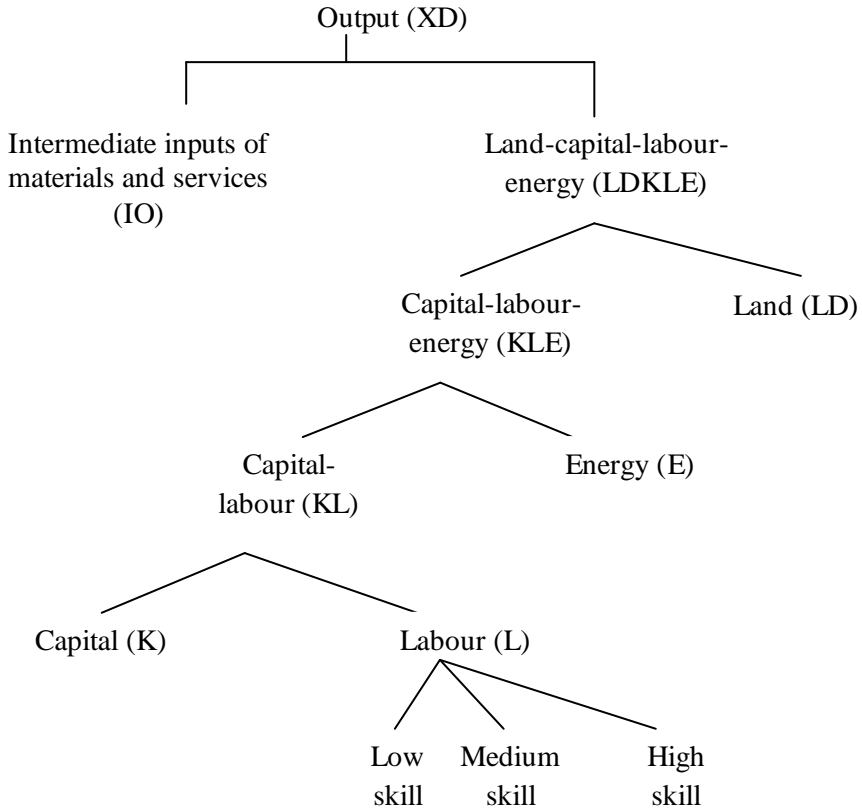 Output (XD)
Intermediate inputs of
materials and services
(IO)
Land-capital-labour-
energy (LDKLE)
Capital-labour-
energy (KLE)
Land (LD)
Capital-
labour (KL)
Energy (E)
Capital (K)
Labour (L)
Low
skill
Medium
skill
High
skill